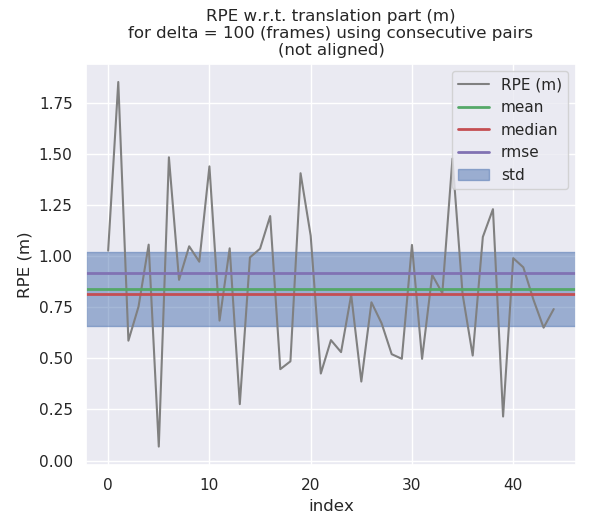 RPE w.r.t. translation part (m)
for delta = 100 (frames) using consecutive pairs
(not aligned)
RPE (m)
mean
median
rmse
std
1.75
1.50
1.25
1.00
0.75
0.50
0.25
0.00
RPE (m)
0 10 20 30 40
index